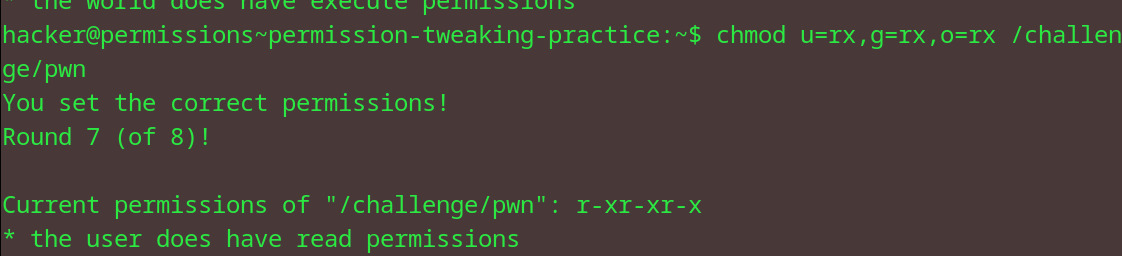 * the world does have execute permissions
hacker@permissions~permission-tweaking-practice:~$ chmod u=rx,g=rx,o=rx /challen
ge/pwn
You set the correct permissions!
Round 7 (of 8)!
Current permissions of "/challenge/pwn": r-xr-xr-x
* the user does have read permissions